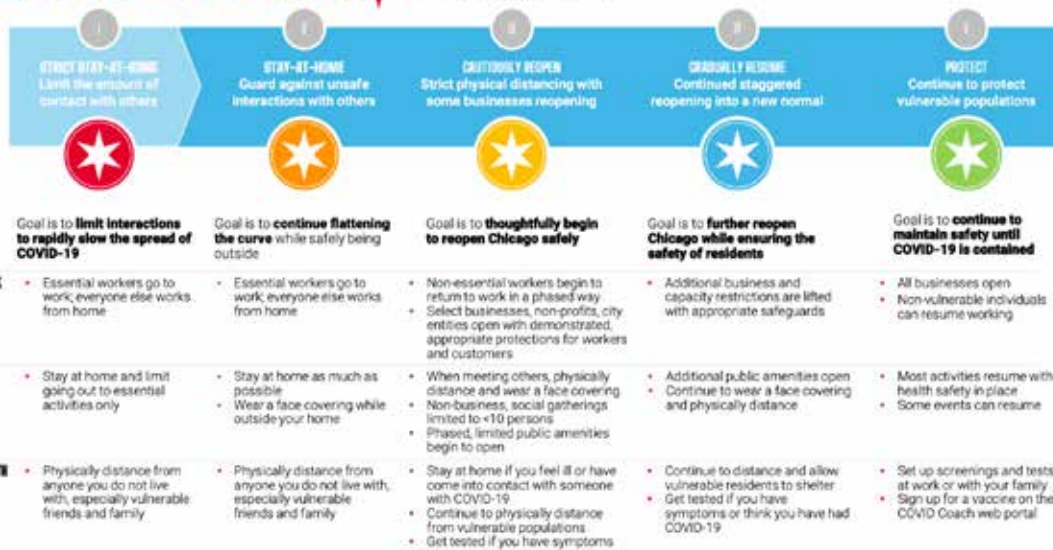 I
II
III
IV
V
STRICT STAY-AT-HOME
Limit the amount of
contact with others
STAY-AT-HOME
Guard against unsafe
interactions with others
CAUTIOUSLY REOPEN
Strict physical distancing with
some businesses reopening
GRADUALLY RESUME
Continued staggered
reopening into a new normal
PROTECT
Continue to protect
vulnerable populations
Goal is to limit interactions
to rapidly slow the spread of
COVID-19
Goal is to continue flattening
the curve while safely being
outside
Goal is to thoughtfully begin
to reopen Chicago safely
Goal is to further reopen
Chicago while ensuring the
safety of residents
Goal is to continue to
maintain safety until
COVID-19 is contained
• Essential workers go to
work; everyone else works
from home
• Essential workers go to
work; everyone else works
from home
• Non-essential workers begin to
return to work in a phased way
• Select businesses, non-profits, city
entities open with demonstrated,
appropriate protections for workers
and customers
• Additional business and
capacity restrictions are lifted
with appropriate safeguards
• All businesses open
• Non-vulnerable individuals
can resume working
• Stay at home and limit
going out to essential
activities only
• Stay at home as much as
possible
• Wear a face covering while
outside your home
• When meeting others, physically
distance and wear a face covering
• Non-business, social gatherings
limited to <10 persons
• Phased, limited public amenities
begin to open
• Additional public amenities open
• Continue to wear a face covering
and physically distance
• Most activities resume with
health safety in place
• Some events can resume
• Physically distance from
anyone you do not live
with, especially vulnerable
friends and family
• Physically distance from
anyone you do not live with,
especially vulnerable
friends and family
• Stay at home if you feel ill or have
come into contact with someone
with COVID-19
• Continue to physically distance
from vulnerable populations
• Get tested if you have symptoms
• Continue to distance and allow
vulnerable residents to shelter
• Get tested if you have
symptoms or think you have had
COVID-19
• Set up screenings and tests
at work or with your family
• Sign up for a vaccine on the
COVID Coach web portal